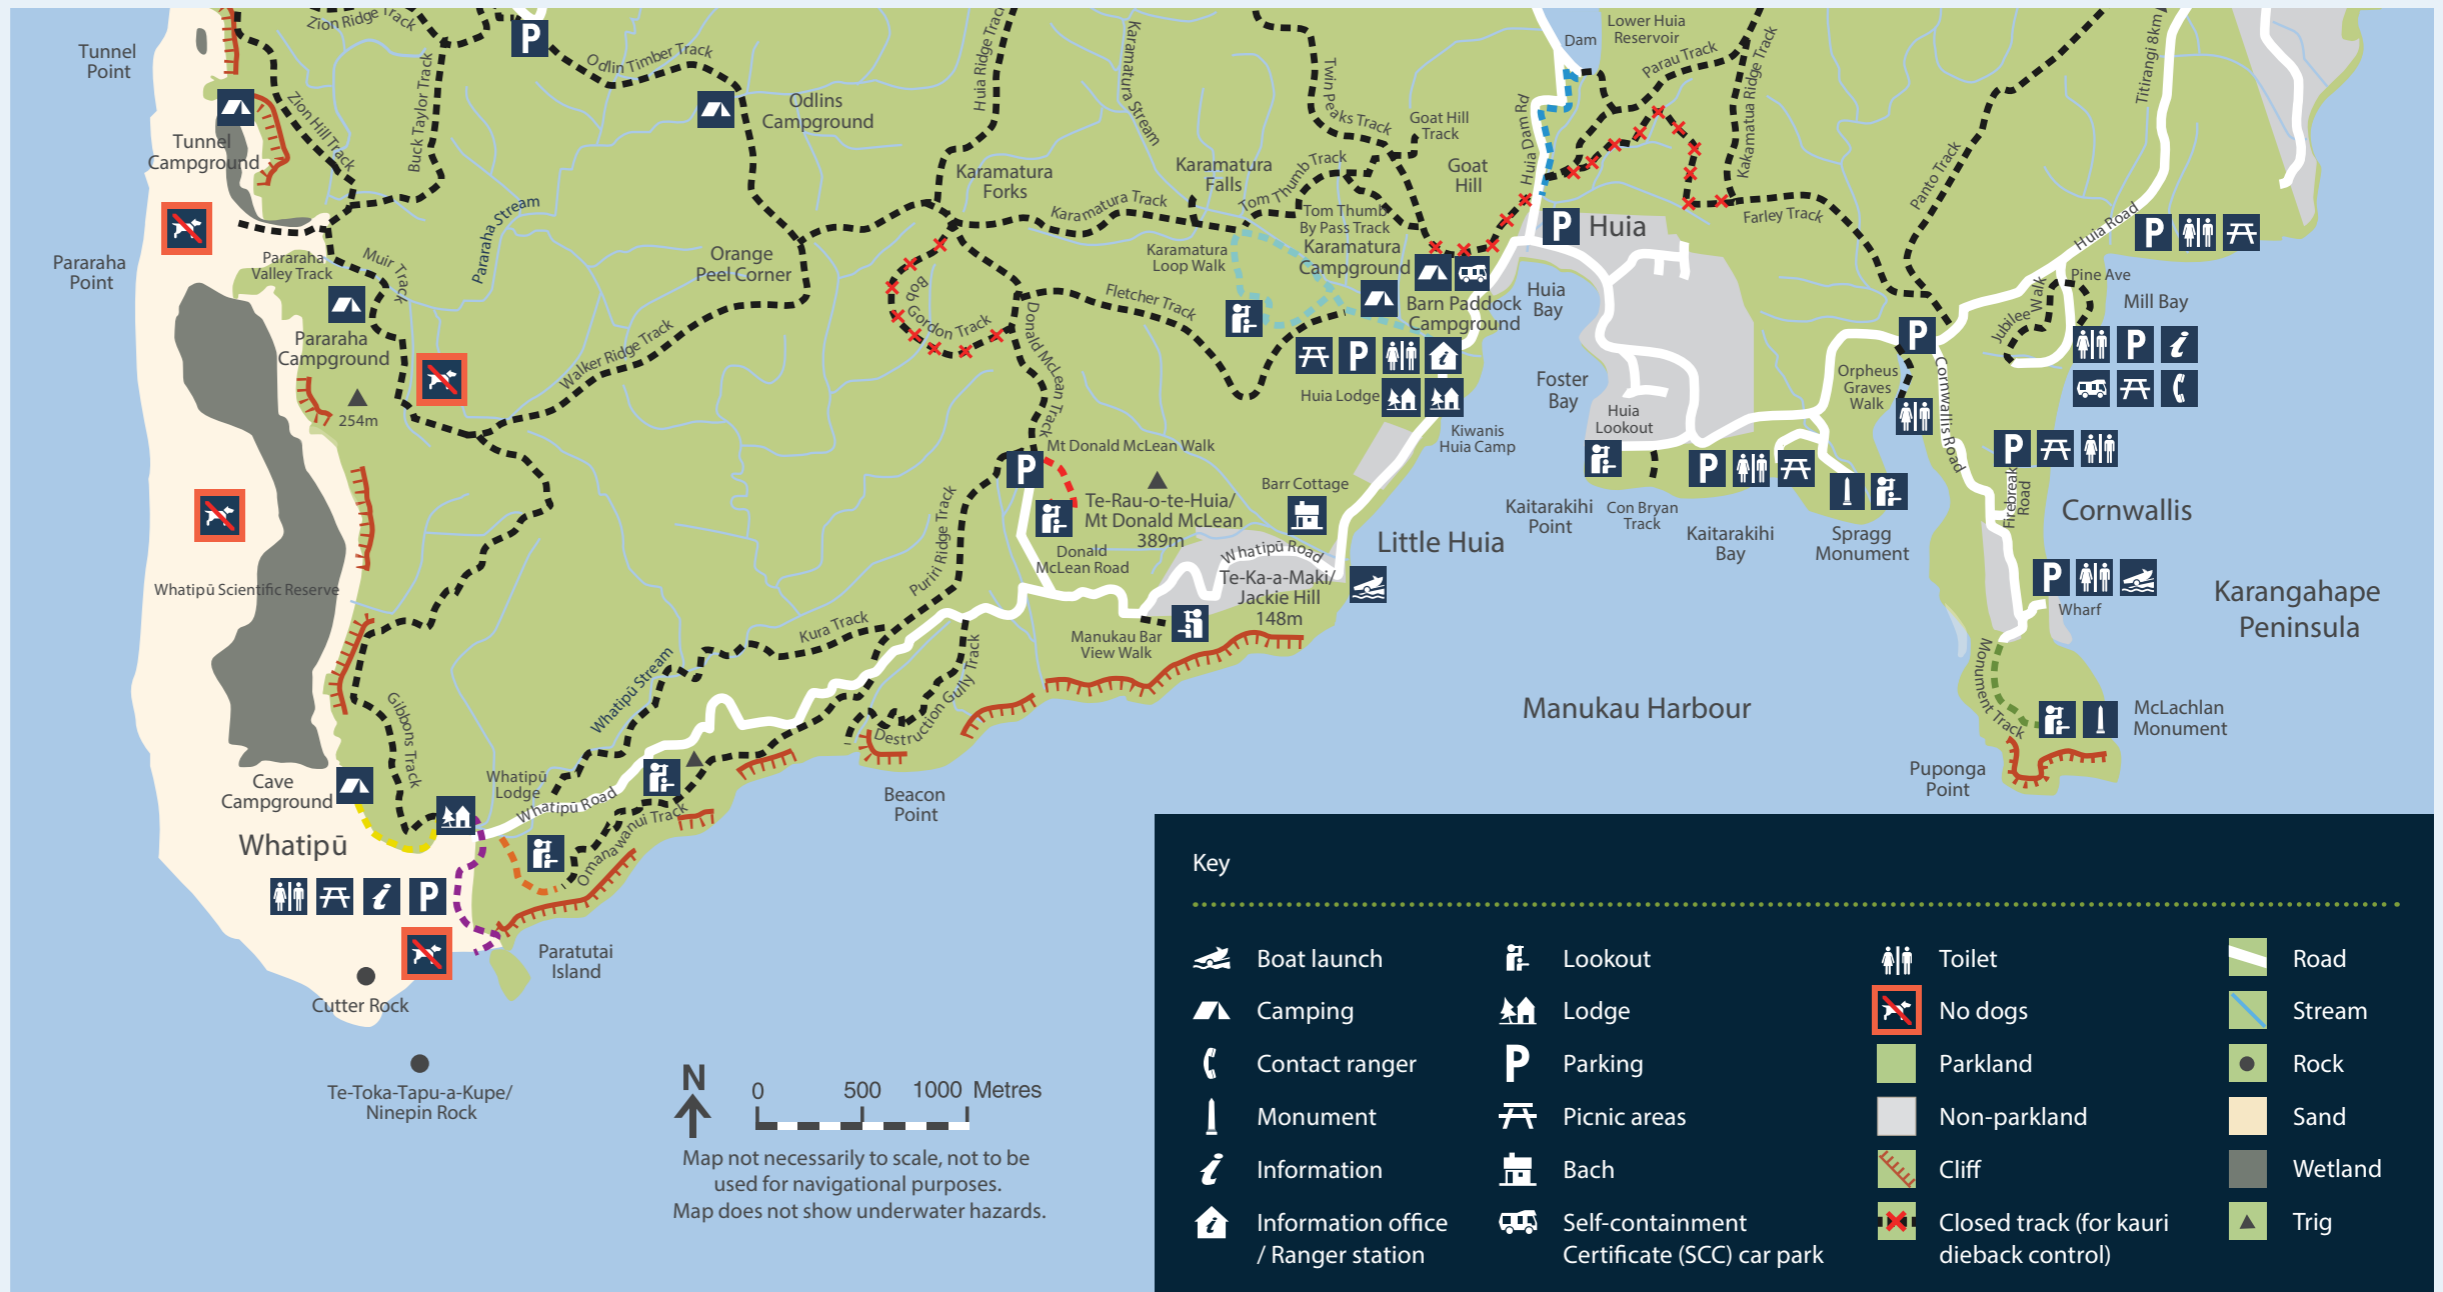 Zion Ridge Track
Tunnel
Point
Buck Taylor Track
Odlin Timber Track
Huia Ridge Track
Karamatura Stream
Twin Peaks Track
Dam
Lower Huia
Reservoir
Parau Track
Kakamatua Ridge Track
Titirangi 8km
Zion Hill Track
Tunnel
Campground
Odlins
Campground
Goat Hill
Track
Huia Dam Rd
Goat
Hill
Panto Track
Karamatura
Forks
Karamatura
Falls
Tom Thumb Track
Karamatura Track
Tom Thumb
By Pass Track
Farley Track
Huia Road
Pararaha
Point
Pararaha
Valley Track
Muir Track
Pararaha Stream
Orange
Peel Corner
Karamatura
Loop Walk
Karamatura
Campground
Huia
Pine Ave
Mill Bay
Jubilee Walk
Pararaha
Campground
254m
Walker Ridge Track
Bob Gordon Track
Donald McLean Track
Fletcher Track
Barn Paddock
Campground
Huia
Bay
Foster
Bay
Huia Lodge
Kiwanis
Huia Camp
Huia
Lookout
Orpheus
Graves
Walk
Cornwallis Road
Mt Donald McLean Walk
Te-Rau-o-te-Huia/
Mt Donald McLean
389m
Barr Cottage
Kaitarakihi
Point
Con Bryan
Track
Kaitarakihi
Bay
Spragg
Monument
Firebreak
Road
Cornwallis
Puriri Ridge Track
Donald
McLean Road
Whatipū Road
Little Huia
Te-Ka-a-Maki/
Jackie Hill
148m
Whatipū Scientific Reserve
Kura Track
Manukau Bar
View Walk
Wharf
Karangahape
Peninsula
Whatipū Stream
Destruction Gully Track
Gibbons Track
Manukau Harbour
Monument Track
McLachlan
Monument
Puponga
Point
Cave
Campground
Whatipū
Lodge
Whatipū Road
Beacon
Point
Whatipū
Omanawanui Track
Paratutai
Island
Cutter Rock
Te-Toka-Tapu-a-Kupe/
Ninepin Rock
N
0 500 1000 Metres
Map not necessarily to scale, not to be
used for navigational purposes.
Map does not show underwater hazards.
Key
Boat launch
Camping
Contact ranger
Monument
Information
Information office
/ Ranger station
Lookout
Lodge
P Parking
Picnic areas
Bach
Self-containment
Certificate (SCC) car park
Toilet
No dogs
Parkland
Non-parkland
Cliff
Closed track (for kauri
dieback control)
Road
Stream
Rock
Sand
Wetland
Trig